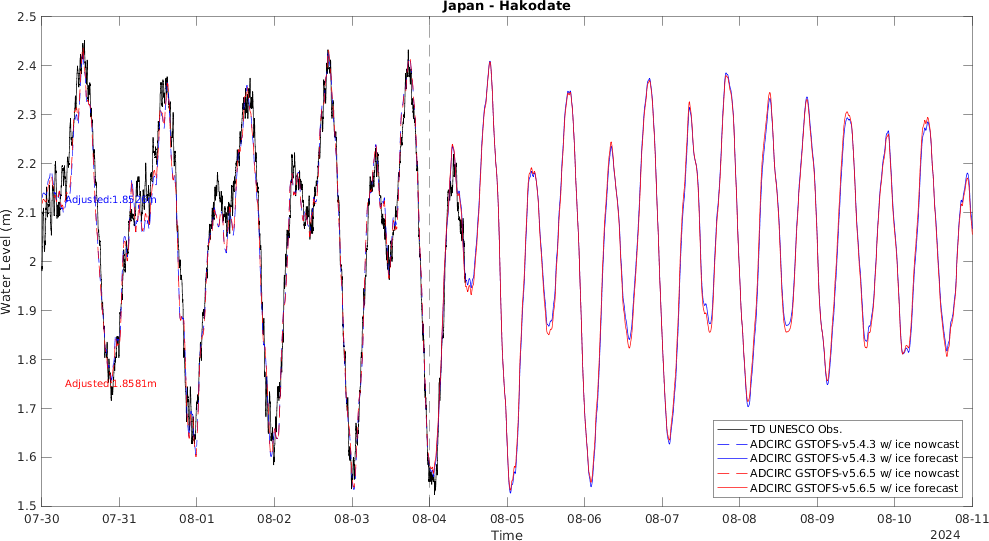 Japan - Hakodate
2.5
2.4
2.3
2.2
2.1
2
1.9
1.8
1.7
1.6
1.5
Water Level (m)
Adjusted:1.8581m
TD UNESCO Obs.
ADCIRC GSTOFS-v5.4.3 w/ ice nowcast
ADCIRC GSTOFS-v5.4.3 w/ ice forecast
ADCIRC GSTOFS-v5.6.5 w/ ice nowcast
ADCIRC GSTOFS-v5.6.5 w/ ice forecast
07-30 07-31 08-01 08-02 08-03 08-04 08-05 08-06 08-07 08-08 08-09 08-10 08-11
Time
2024